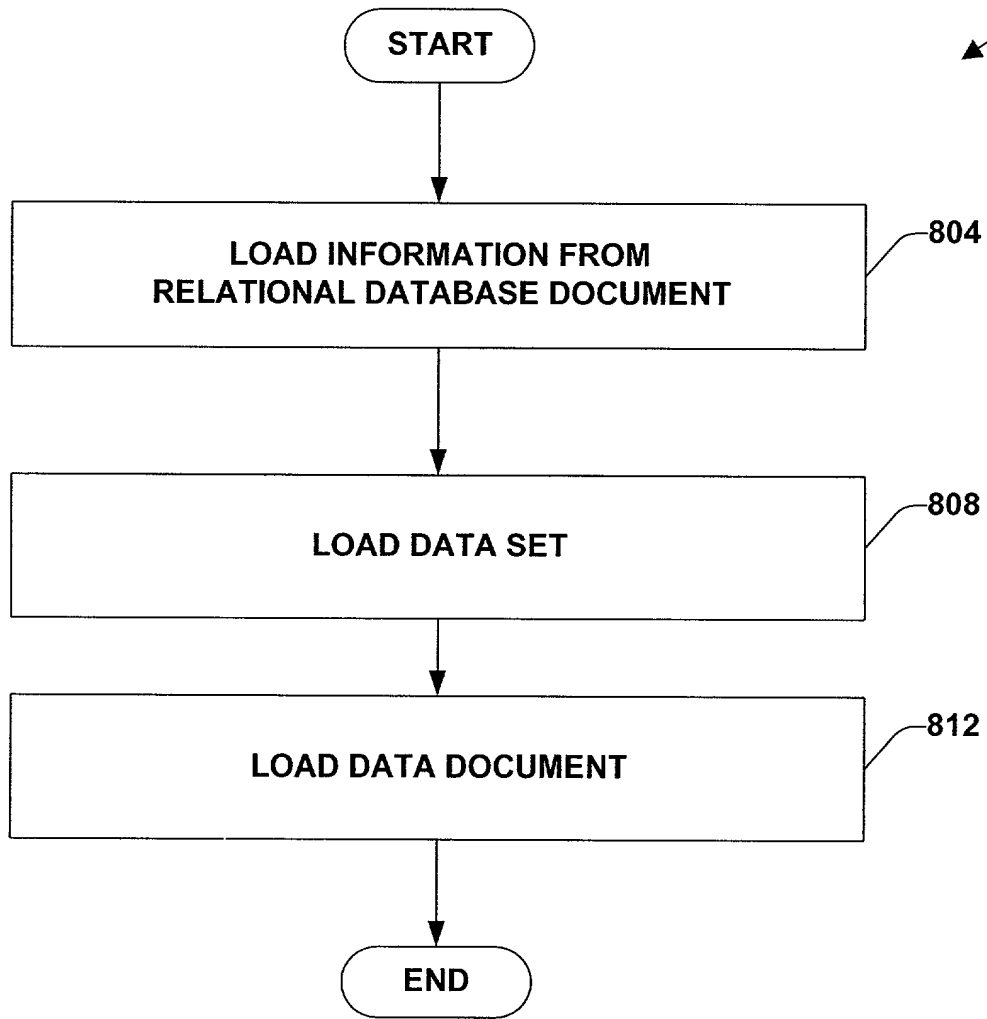 START
LOAD INFORMATION FROM
RELATIONAL DATABASE DOCUMENT
804
LOAD DATA SET
808
LOAD DATA DOCUMENT
812
END